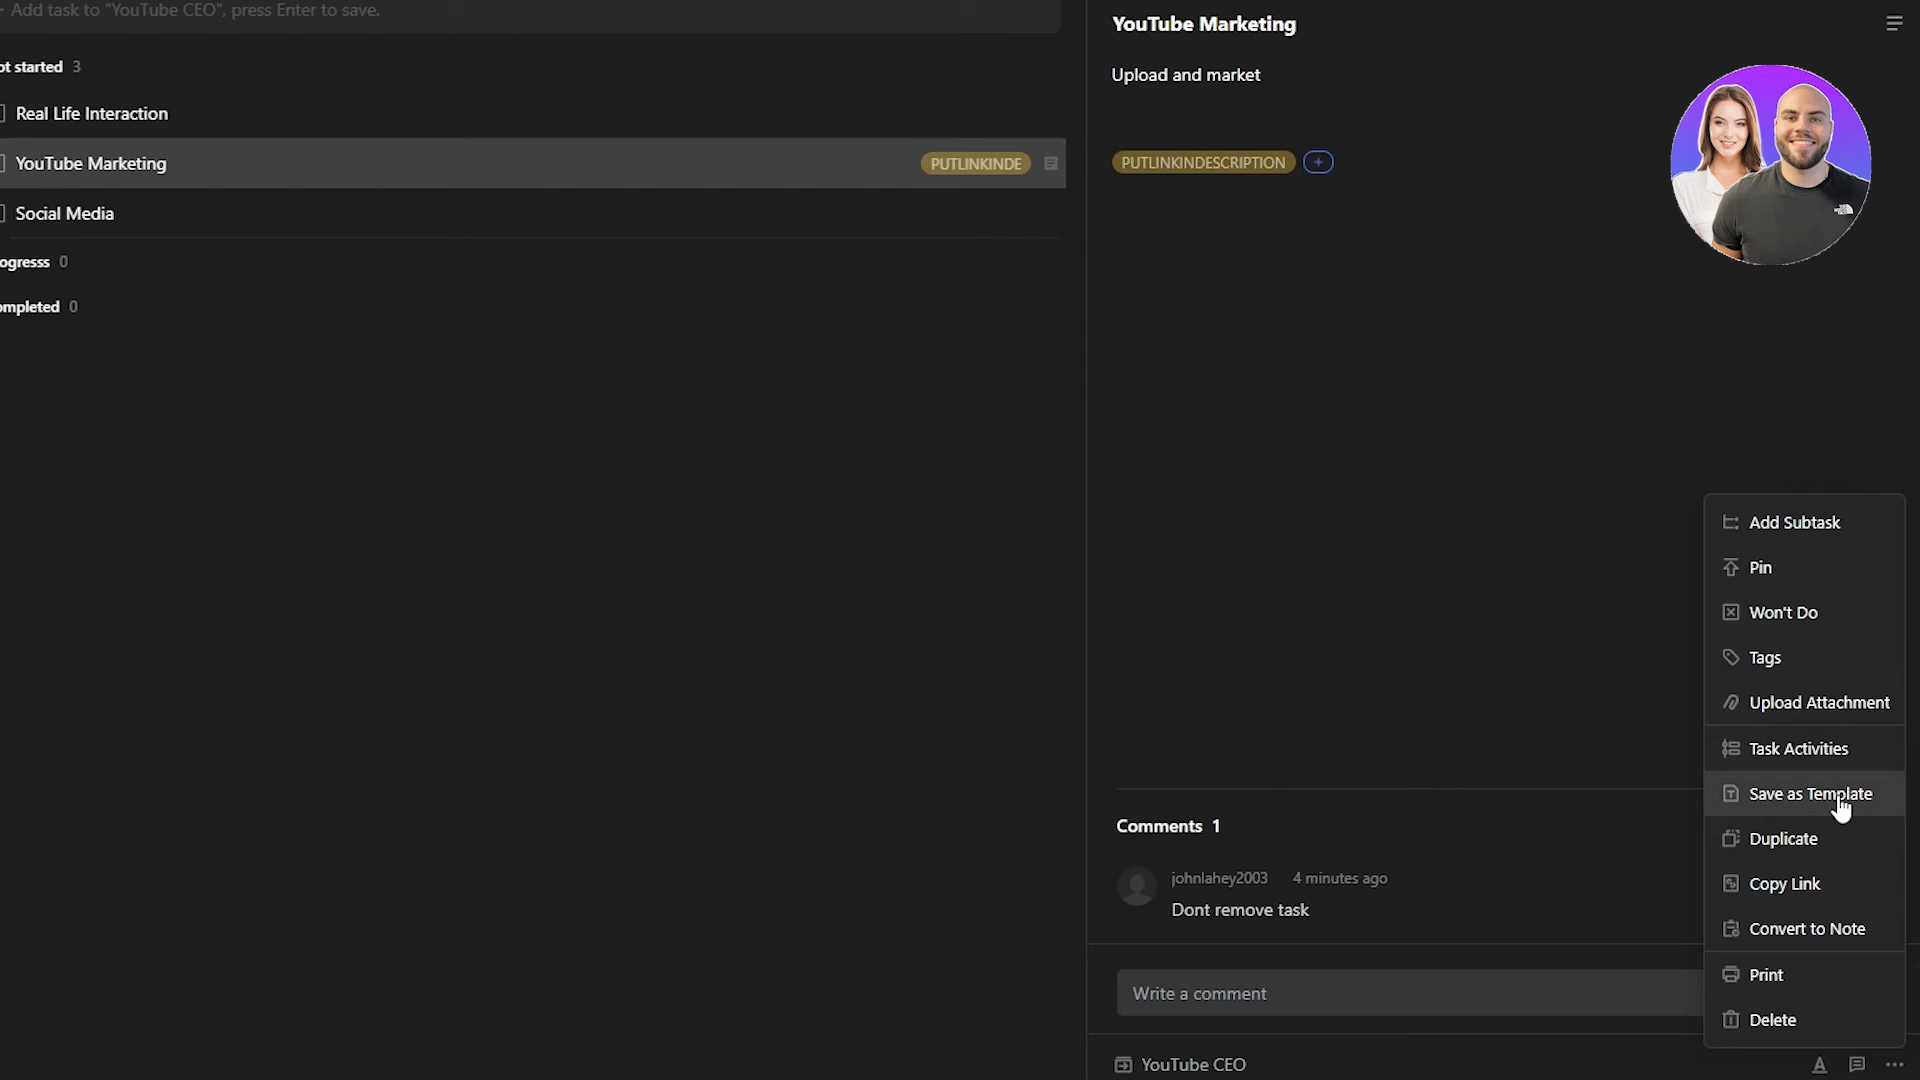 Add task to "YouTube CEO", press Enter to save.
ot started 3
Real Life Interaction
YouTube Marketing PUTLINKINDE
Social Media
ogresss 0
ompleted 0
YouTube Marketing
Upload and market
PUTLINKINDESCRIPTION +
Add Subtask
Pin
Won't Do
Tags
Upload Attachment
Task Activities
Save as Template
Duplicate
Copy Link
Convert to Note
Print
Delete
Comments 1
johnlahey2003 4 minutes ago
Dont remove task
Write a comment
YouTube CEO